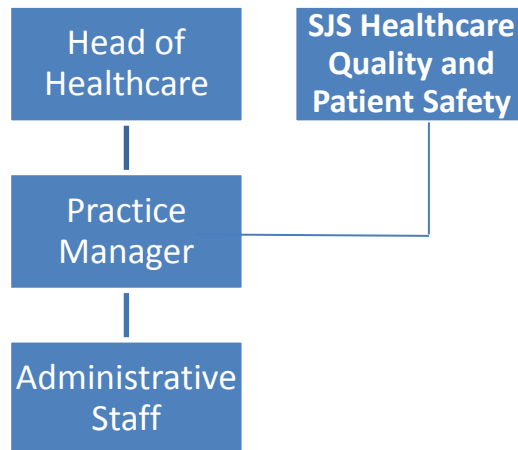 Head of
Healthcare
SJS Healthcare
Quality and
Patient Safety
Practice
Manager
Administrative
Staff